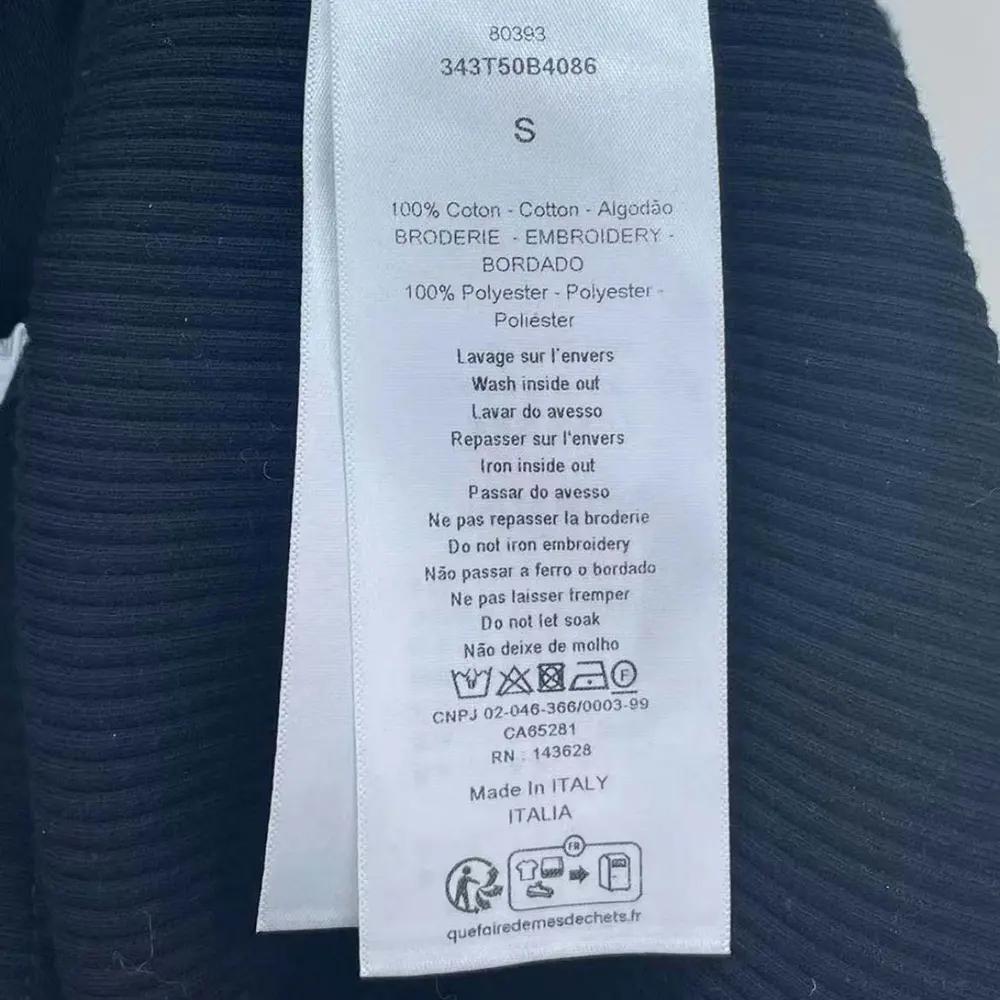 80393
343T50B4086
S
100% Coton - Cotton - Algodão
BRODERIE - EMBROIDERY -
BORDADO
100% Polyester - Polyester -
Poliéster
Lavage sur l'envers
Wash inside out
Lavar do avesso
Repasser sur l'envers
Iron inside out
Passar do avesso
Ne pas repasser la broderie
Do not iron embroidery
Não passar a ferro o bordado
Ne pas laisser tremper
Do not let soak
Não deixe de molho
F
CNPJ 02-046-366/0003-99
CA65281
RN : 143628
Made In ITALY
ITALIA
FR
quefairedemesdechets.fr